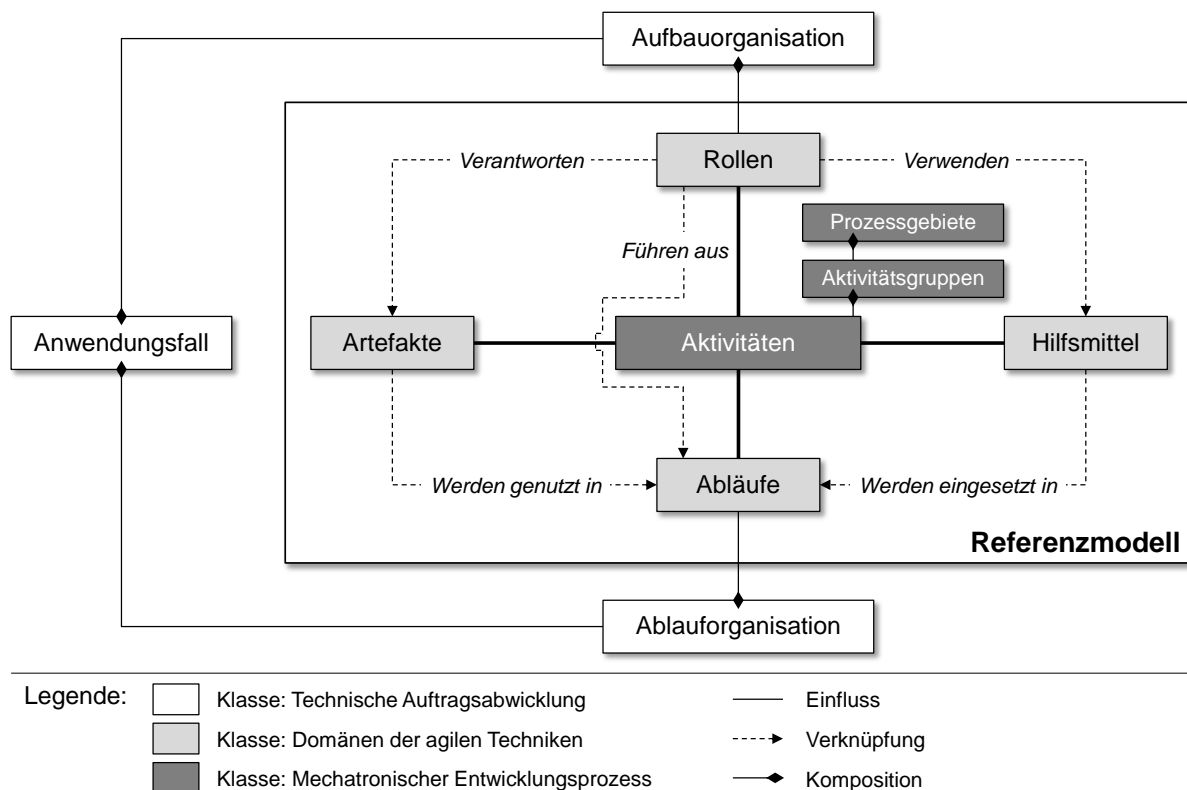 Aufbauorganisation
Rollen
Verantworten
Verwenden
Prozessgebiete
Führen aus
Aktivitätsgruppen
Anwendungsfall
Artefakte
Aktivitäten
Hilfsmittel
Werden genutzt in
Abläufe
Werden eingesetzt in
Referenzmodell
Ablauforganisation
Legende:
Klasse: Technische Auftragsabwicklung
Einfluss
Klasse: Domänen der agilen Techniken
Verknüpfung
Klasse: Mechatronischer Entwicklungsprozess
Komposition